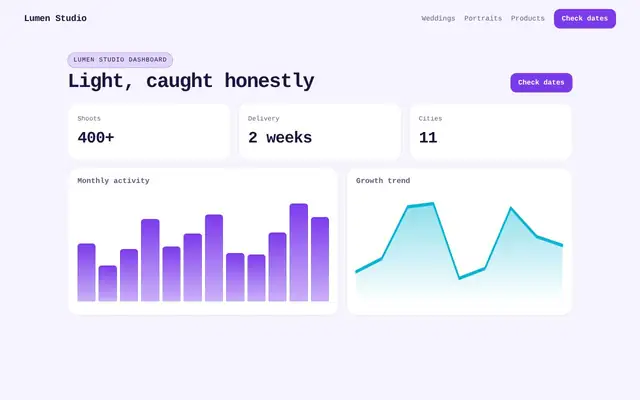 Lumen Studio
Weddings Portraits Products Check dates
LUMEN STUDIO DASHBOARD
Light, caught honestly
Check dates
Shoots
400+
Delivery
2 weeks
Cities
11
Monthly activity
Growth trend